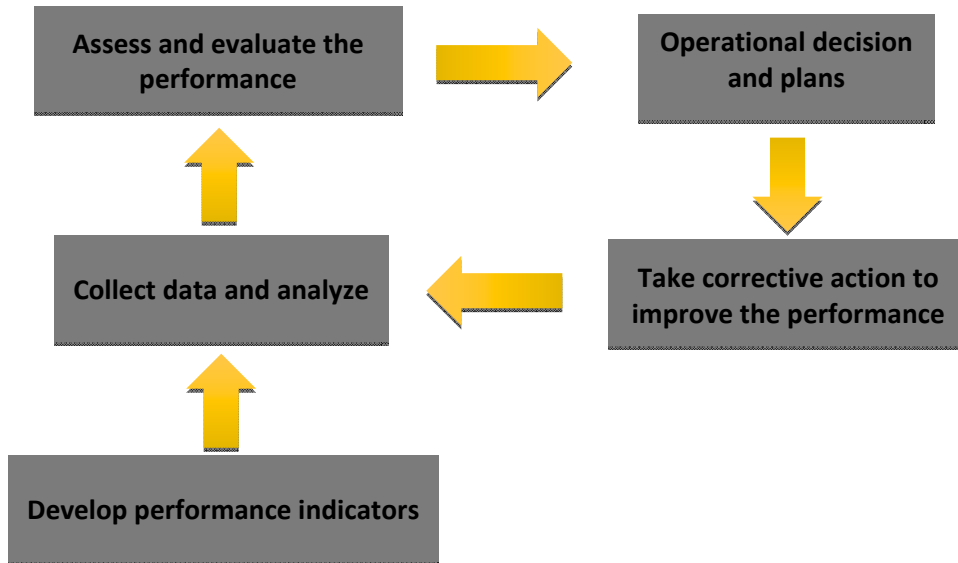 Assess and evaluate the
performance
Operational decision
and plans
Collect data and analyze
Take corrective action to
improve the performance
Develop performance indicators